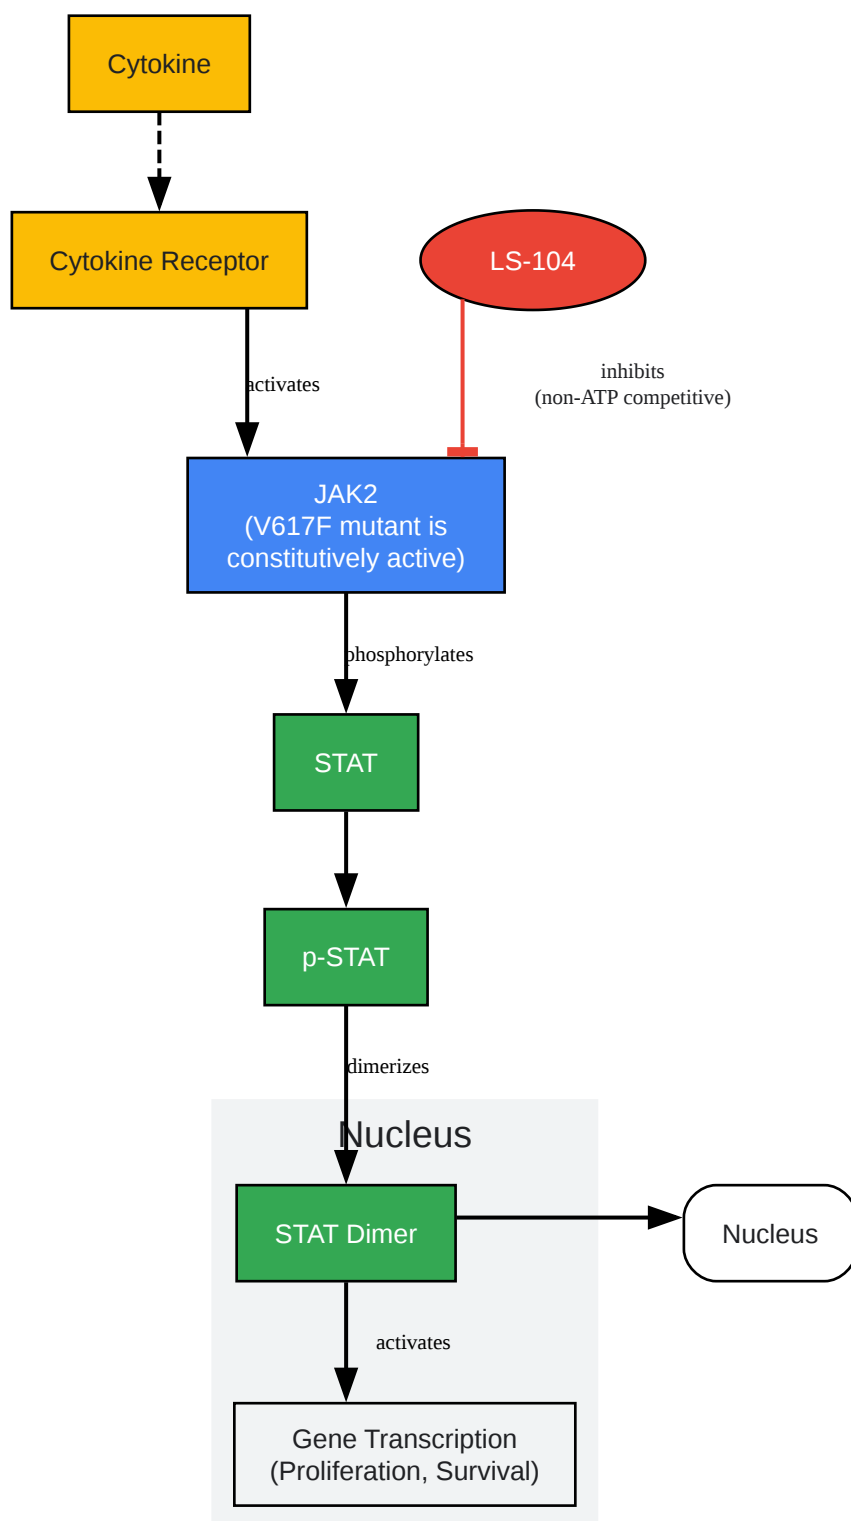 Cytokine
Cytokine Receptor
LS-104
activates
inhibits
(non-ATP competitive)
JAK2
(V617F mutant is
constitutively active)
phosphorylates
STAT
p-STAT
dimerizes
Nucleus
STAT Dimer
Nucleus
activates
Gene Transcription
(Proliferation, Survival)